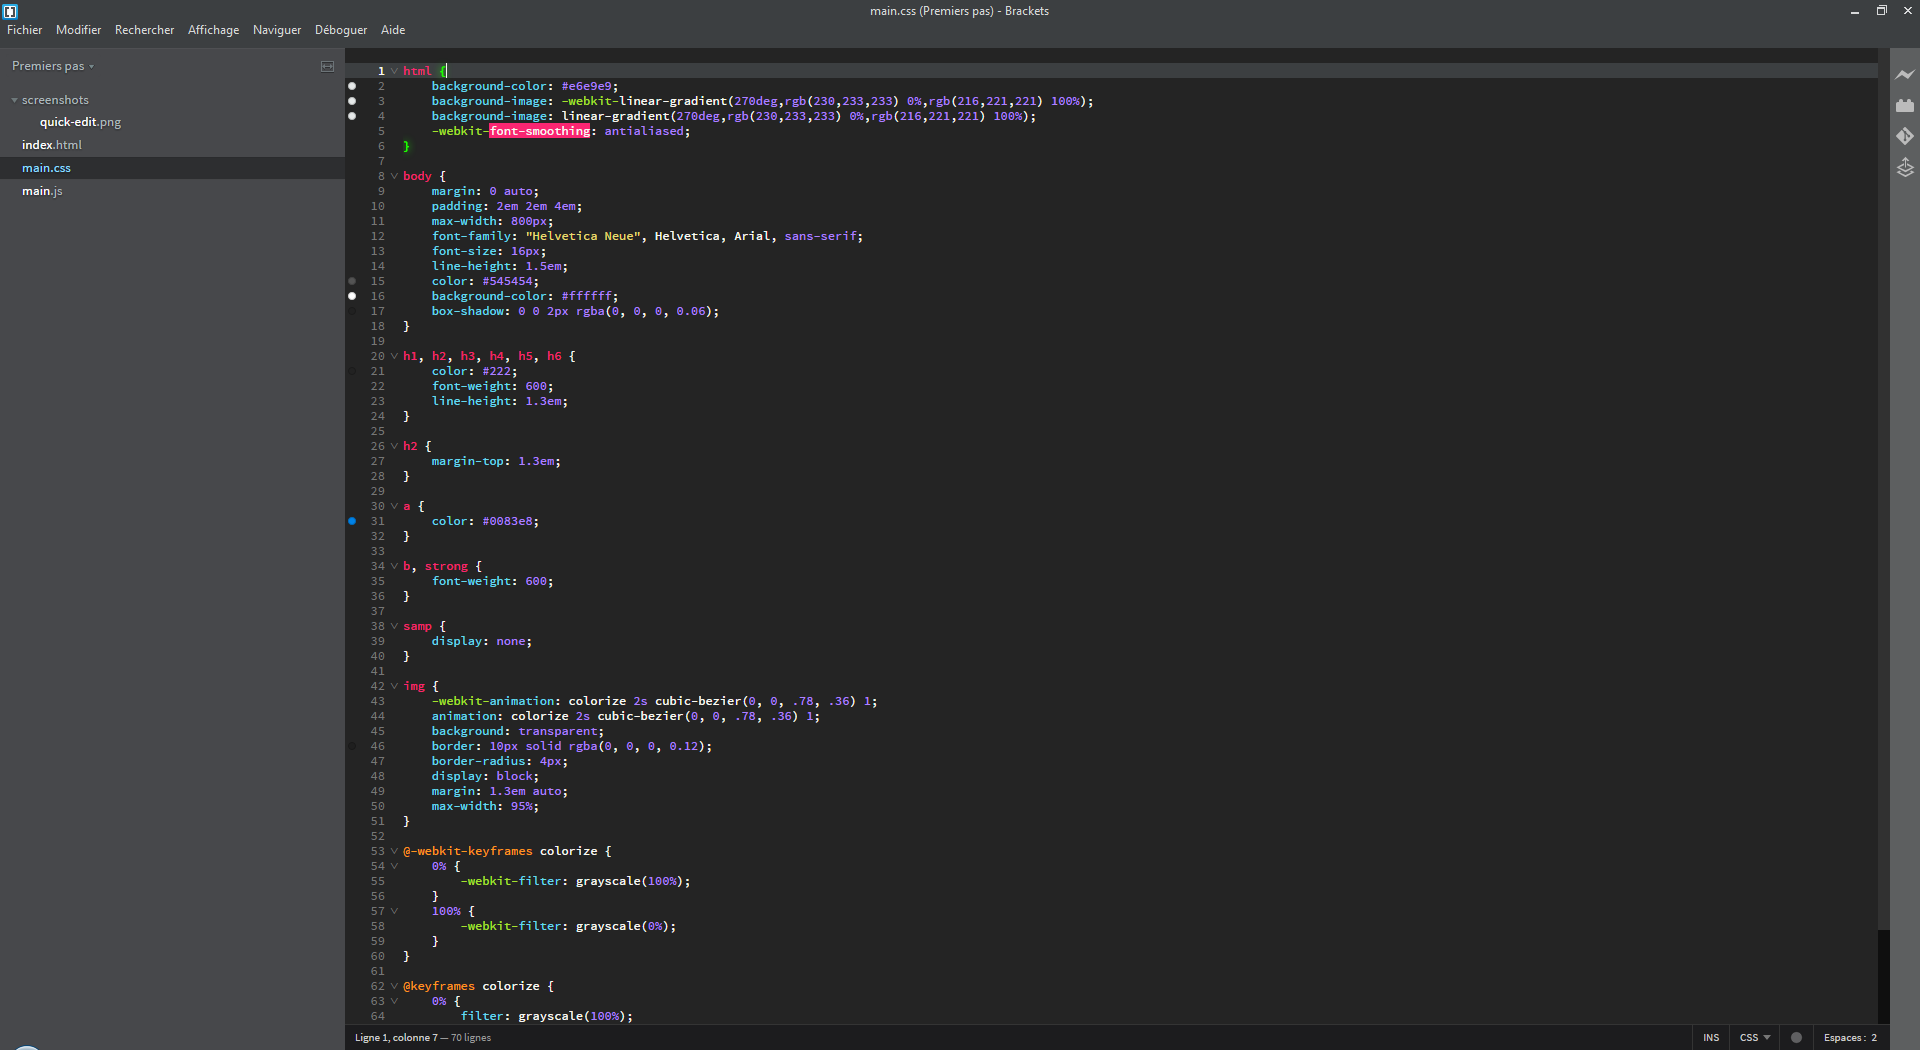 main.css (Premiers pas) - Brackets
Fichier Modifier Rechercher Affichage Naviguer Déboguer Aide
Premiers pas
screenshots
quick-edit.png
index.html
main.css
main.js
1 html {
2 background-color: #e6e9e9;
3 background-image: -webkit-linear-gradient(270deg,rgb(230,233,233) 0%,rgb(216,221,221) 100%);
4 background-image: linear-gradient(270deg,rgb(230,233,233) 0%,rgb(216,221,221) 100%);
5 -webkit-font-smoothing: antialiased;
6 }
7
8 body {
9 margin: 0 auto;
10 padding: 2em 2em 4em;
11 max-width: 800px;
12 font-family: "Helvetica Neue", Helvetica, Arial, sans-serif;
13 font-size: 16px;
14 line-height: 1.5em;
15 color: #545454;
16 background-color: #ffffff;
17 box-shadow: 0 0 2px rgba(0, 0, 0, 0.06);
18 }
19
20 h1, h2, h3, h4, h5, h6 {
21 color: #222;
22 font-weight: 600;
23 line-height: 1.3em;
24 }
25
26 h2 {
27 margin-top: 1.3em;
28 }
29
30 a {
31 color: #0083e8;
32 }
33
34 b, strong {
35 font-weight: 600;
36 }
37
38 samp {
39 display: none;
40 }
41
42 img {
43 -webkit-animation: colorize 2s cubic-bezier(0, 0, .78, .36) 1;
44 animation: colorize 2s cubic-bezier(0, 0, .78, .36) 1;
45 background: transparent;
46 border: 10px solid rgba(0, 0, 0, 0.12);
47 border-radius: 4px;
48 display: block;
49 margin: 1.3em auto;
50 max-width: 95%;
51 }
52
53 @-webkit-keyframes colorize {
54 0% {
55 -webkit-filter: grayscale(100%);
56 }
57 100% {
58 -webkit-filter: grayscale(0%);
59 }
60 }
61
62 @keyframes colorize {
63 0% {
64 filter: grayscale(100%);
Ligne 1, colonne 7 — 70 lignes INS CSS Espaces : 2